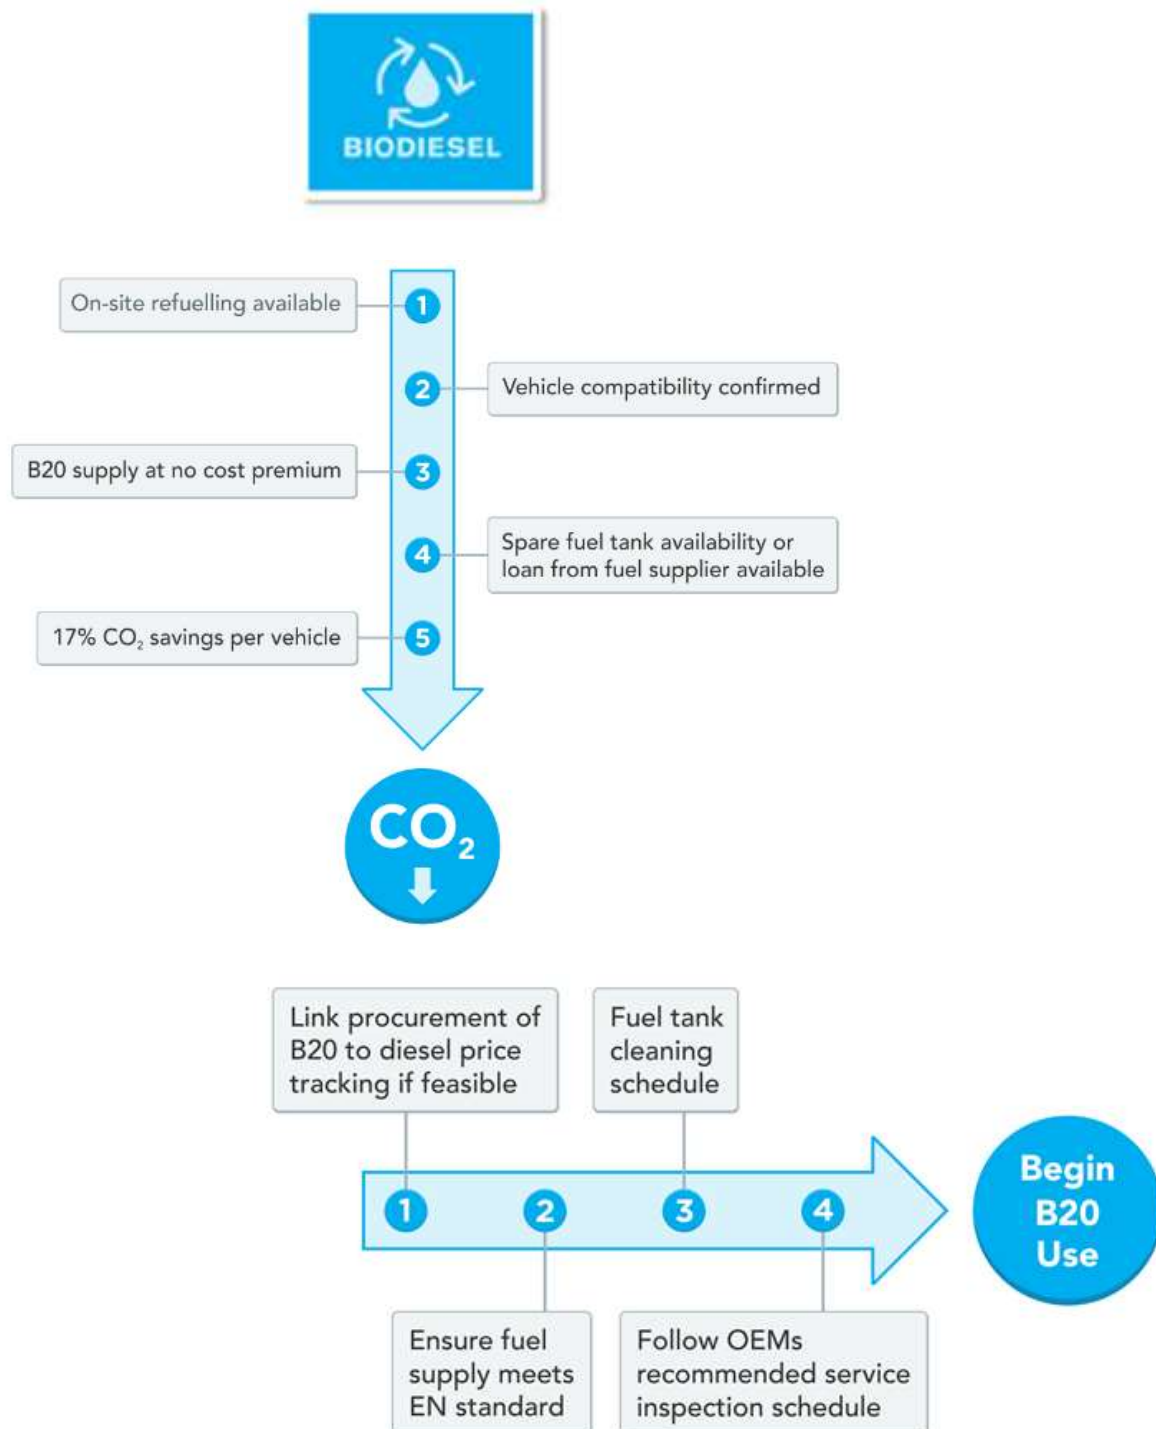 BIODIESEL
On-site refuelling available
1
2
Vehicle compatibility confirmed
B20 supply at no cost premium
3
4
Spare fuel tank availability or
loan from fuel supplier available
17% CO₂ savings per vehicle
5
CO₂
Link procurement of
B20 to diesel price
tracking if feasible
Fuel tank
cleaning
schedule
1
2
3
4
Begin
B20
Use
Ensure fuel
supply meets
EN standard
Follow OEMs
recommended service
inspection schedule